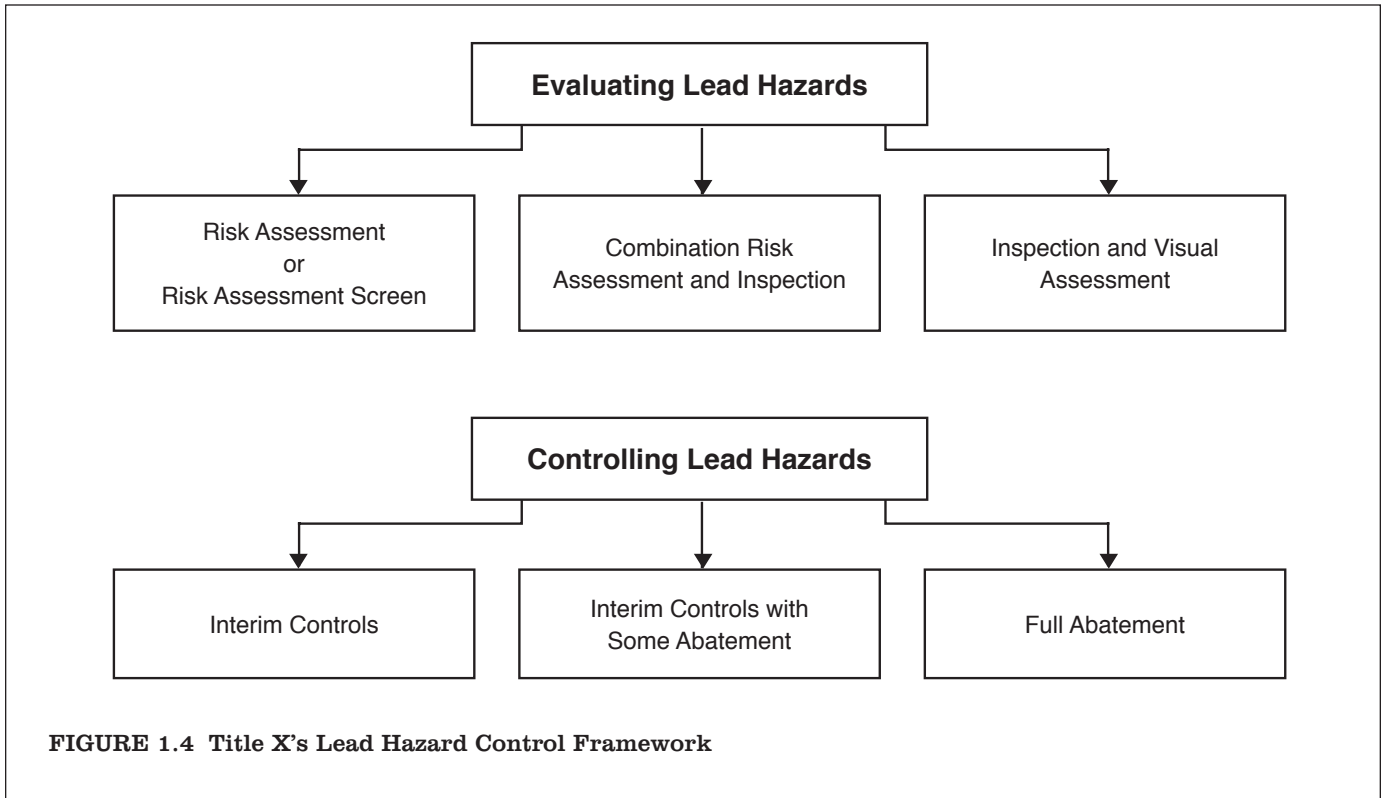 Evaluating Lead Hazards
Risk Assessment
or
Risk Assessment Screen
Combination Risk
Assessment and Inspection
Inspection and Visual
Assessment
Controlling Lead Hazards
Interim Controls
Interim Controls with
Some Abatement
Full Abatement
FIGURE 1.4 Title X's Lead Hazard Control Framework